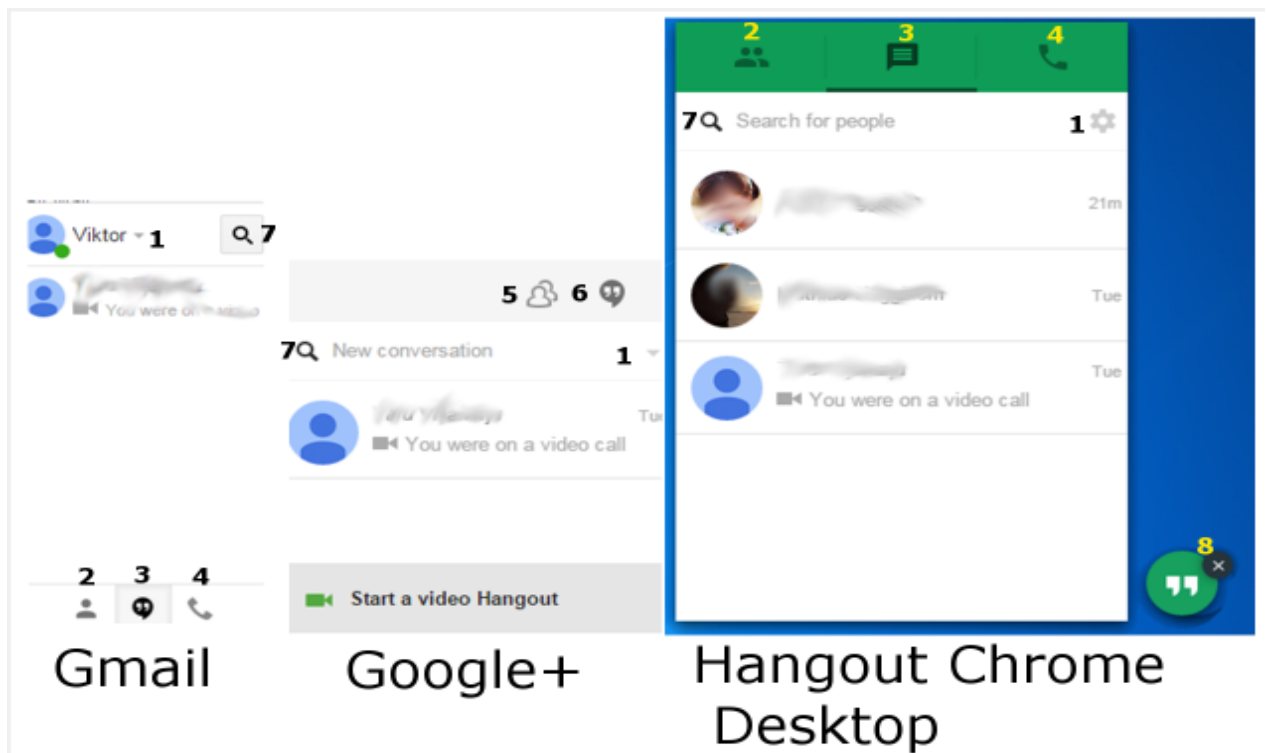 Viktor 1
7
You were on
2 3 4
Gmail
5 6
7 New conversation 1
Tue
You were on a video call
Start a video Hangout
Google+
2 3 4
7 Search for people 1
21m
Tue
Tue
You were on a video call
8
Hangout Chrome
Desktop